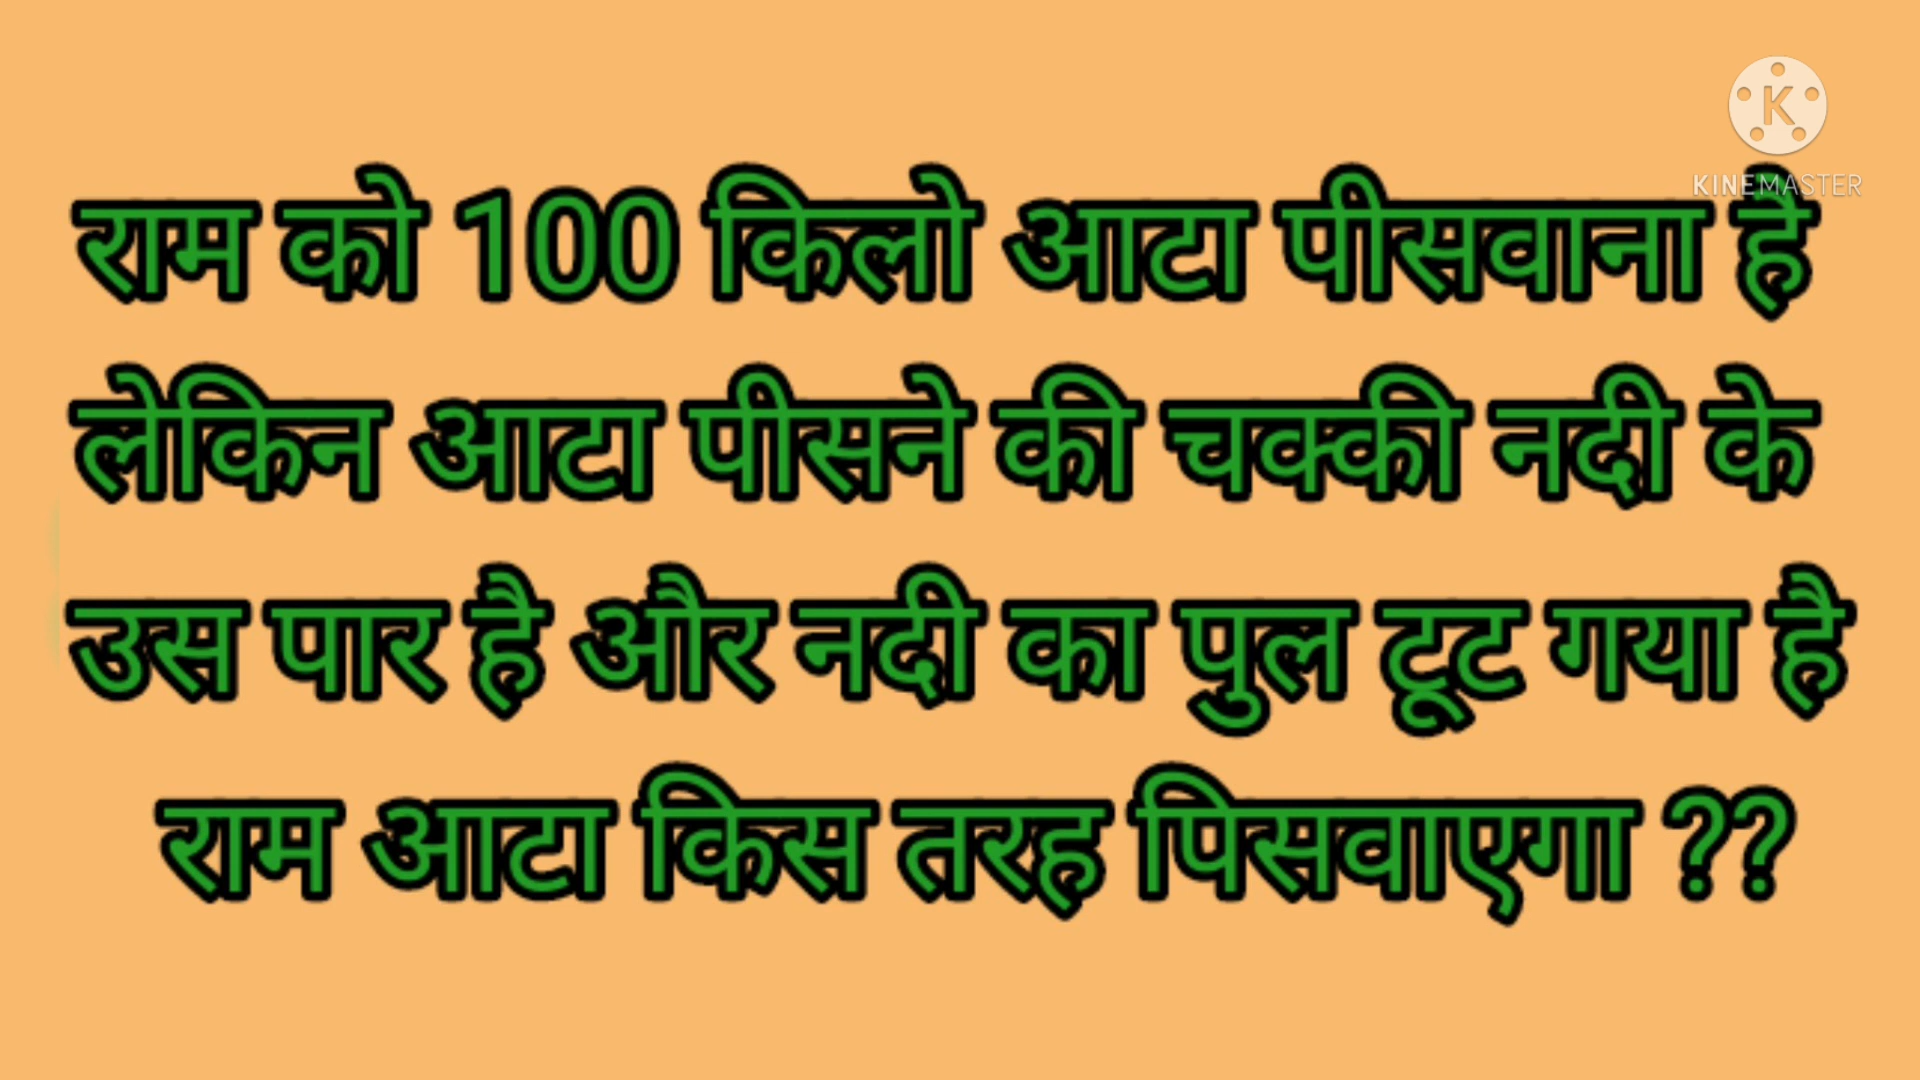 K
KINEMASTER
राम को 100 किलो आटा पीसवाना है
लेकिन आटा पीसने की चक्की नदी के
उस पार है और नदी का पुल टूट गया है
राम आटा किस तरह पिसवाएगा ??